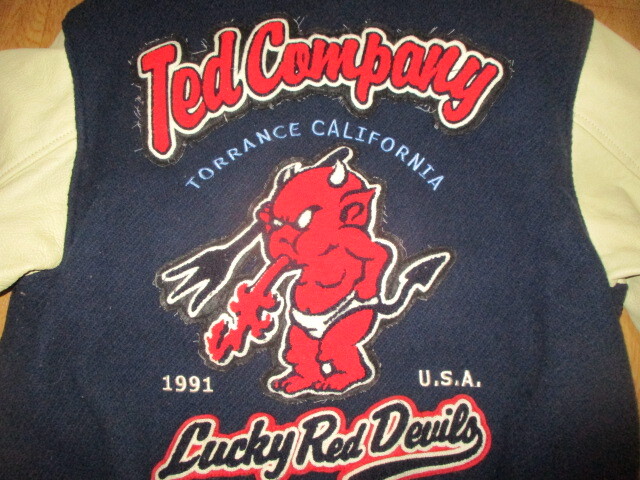 Ted Company
TORRANCE CALIFORNIA
1991 U.S.A.
Lucky Red Devils